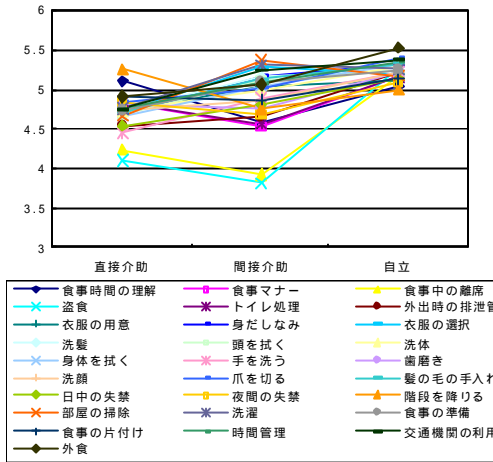 6
5.5
5
4.5
4
3.5
3
直接介助 間接介助 自立
食事時間の理解 食事マナー 食事中の離席
盗食 トイレ処理 外出時の排泄管
衣服の用意 身だしなみ 衣服の選択
洗髪 頭を拭く 洗体
身体を拭く 手を洗う 歯磨き
洗顔 爪を切る 髪の毛の手入れ
日中の失禁 夜間の失禁 階段を降りる
部屋の掃除 洗濯 食事の準備
食事の片付け 時間管理 交通機関の利用
外食